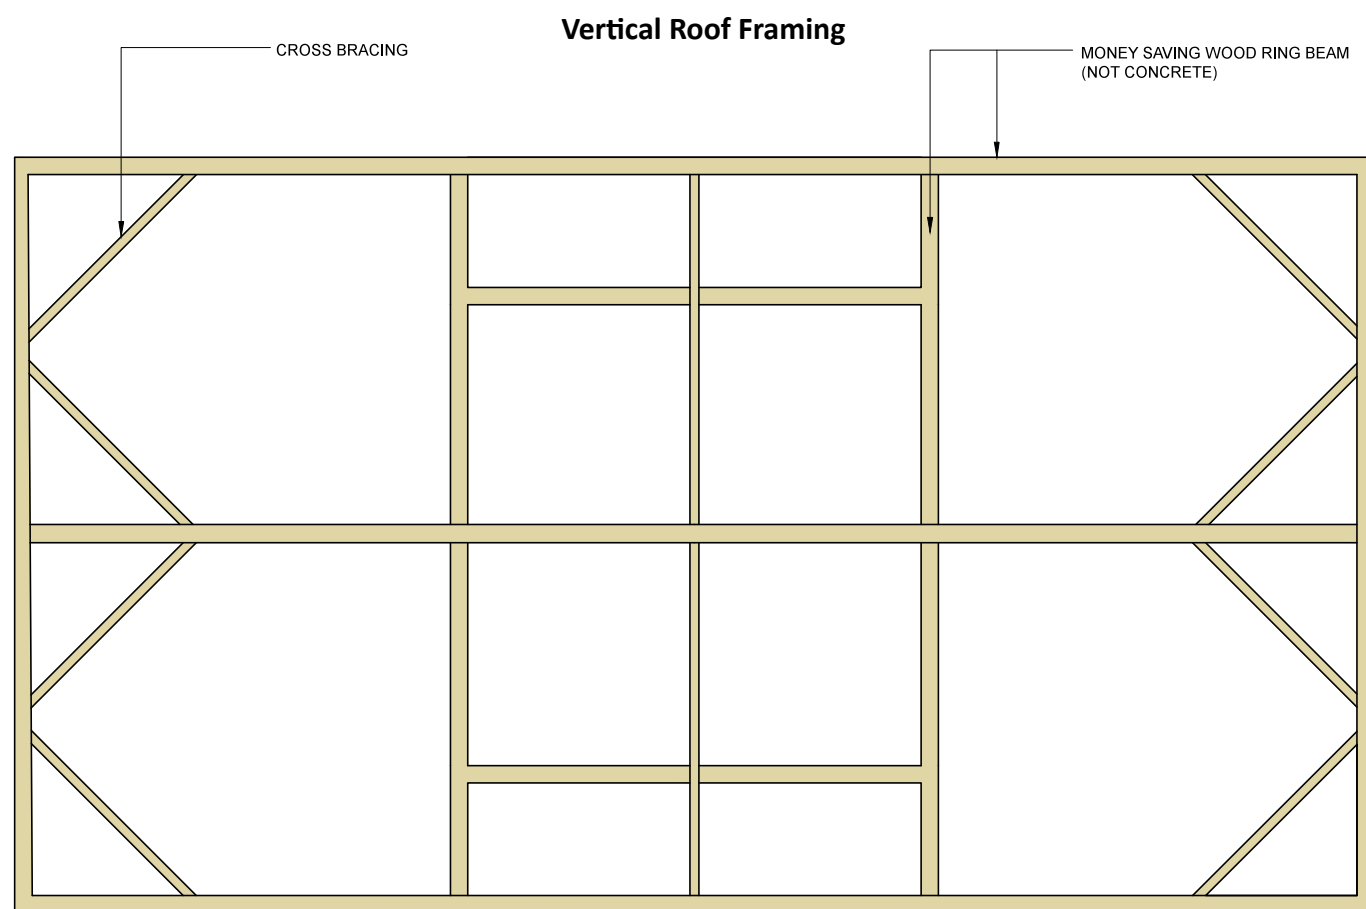 Vertical Roof Framing
CROSS BRACING
MONEY SAVING WOOD RING BEAM
(NOT CONCRETE)